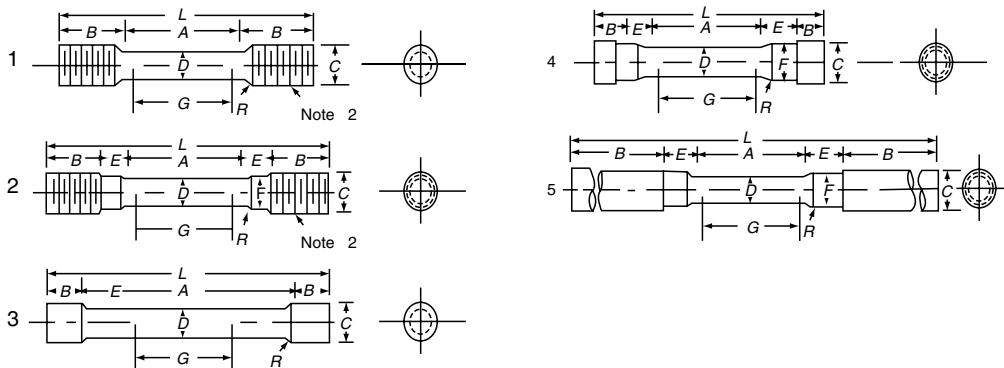 L
B A B
1 D C
G R
Note 2
L
B E A E B
2 D F C
G R
Note 2
L
B E A B
3 D C
G R
L
B E A E B
4 D F C
G R
L
B E A E B
5 D F C
G R